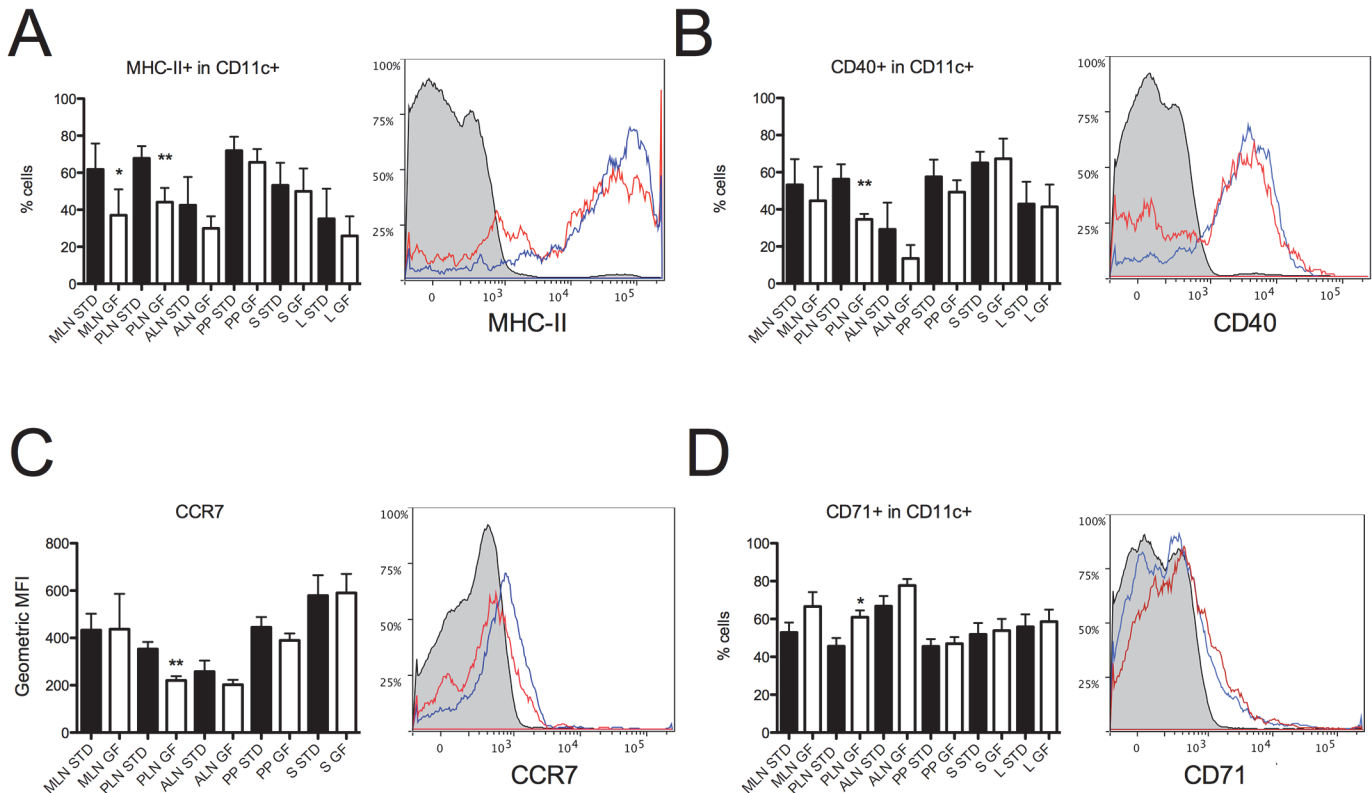 A
MHC-II+ in CD11c+
% cells
100
80
60
40
20
0
*
**
MLN STD
MLN GF
PLN STD
PLN GF
ALN STD
ALN GF
PP STD
PP GF
S STD
S GF
L STD
L GF
100%
75%
50%
25%
0 10³ 10⁴ 10⁵
MHC-II
B
CD40+ in CD11c+
% cells
100
80
60
40
20
0
**
MLN STD
MLN GF
PLN STD
PLN GF
ALN STD
ALN GF
PP STD
PP GF
S STD
S GF
L STD
L GF
100%
75%
50%
25%
0 10³ 10⁴ 10⁵
CD40
C
CCR7
Geometric MFI
800
600
400
200
0
**
MLN STD
MLN GF
PLN STD
PLN GF
ALN STD
ALN GF
PP STD
PP GF
S STD
S GF
100%
75%
50%
25%
0 10³ 10⁴ 10⁵
CCR7
D
CD71+ in CD11c+
% cells
100
80
60
40
20
0
*
MLN STD
MLN GF
PLN STD
PLN GF
ALN STD
ALN GF
PP STD
PP GF
S STD
S GF
L STD
L GF
100%
75%
50%
25%
0 10³ 10⁴ 10⁵
CD71